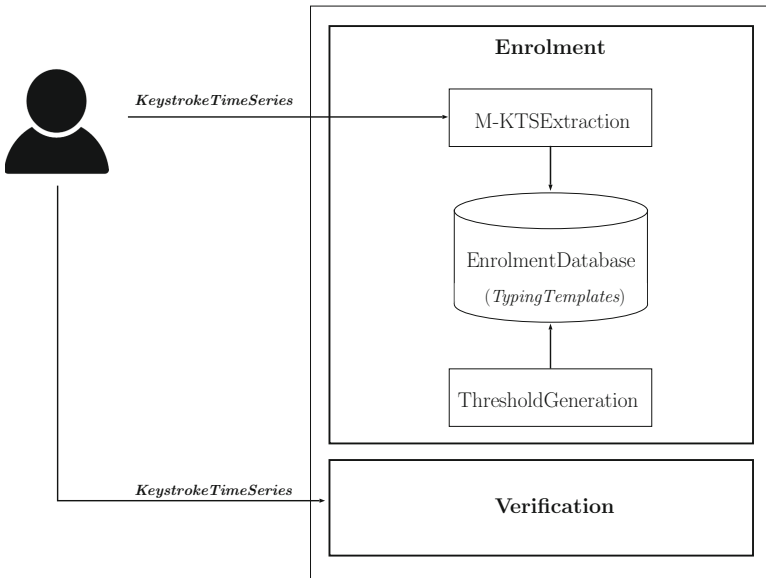 Enrolment
KeystrokeTimeSeries
M-KTSExtraction
EnrolmentDatabase
(TypingTemplates)
ThresholdGeneration
KeystrokeTimeSeries
Verification